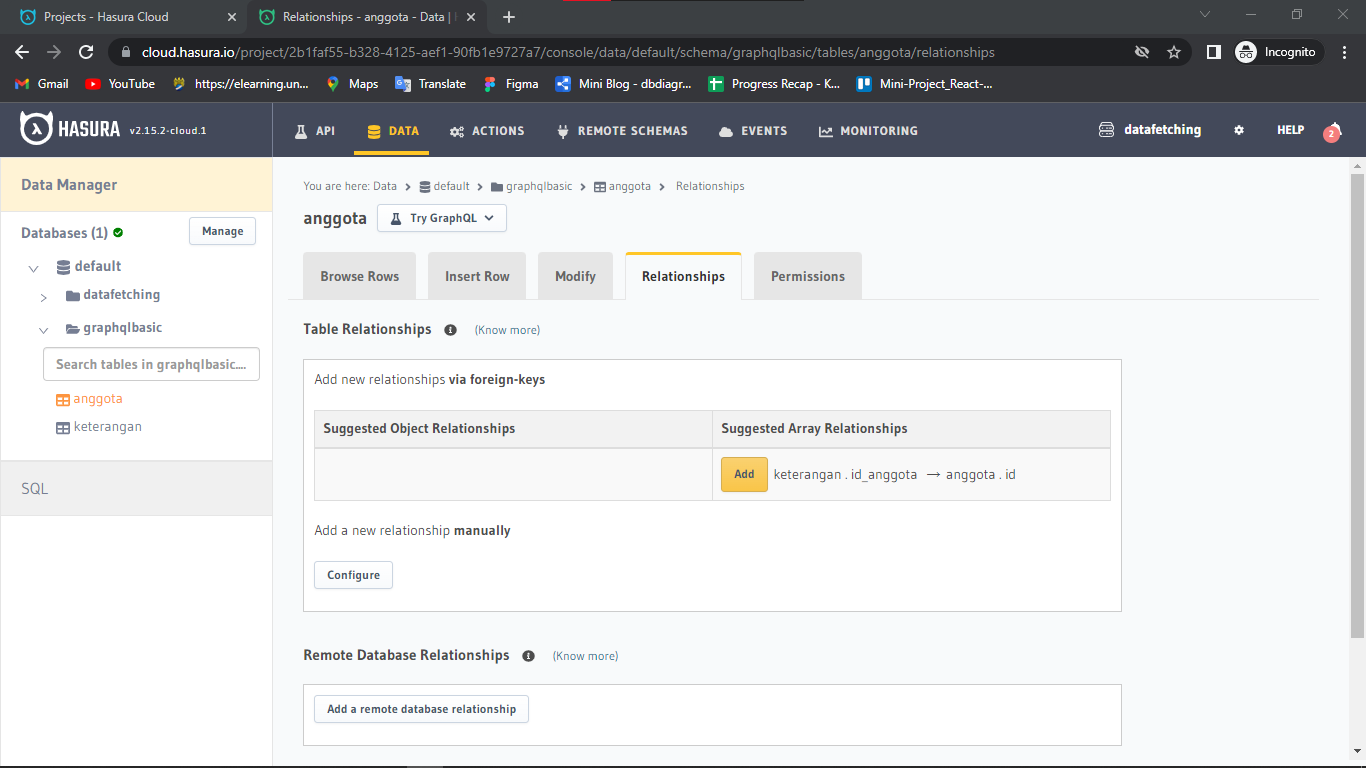 Projects - Hasura Cloud
Relationships - anggota - Data |
cloud.hasura.io/project/2b1faf55-b328-4125-aef1-90fb1e9727a7/console/data/default/schema/graphqlbasic/tables/anggota/relationships
Incognito
Gmail
YouTube
https://elearning.un...
Maps
Translate
Figma
Mini Blog - dbdiagr...
Progress Recap - K...
Mini-Project_React-...
HASURA
v2.15.2-cloud.1
API
DATA
ACTIONS
REMOTE SCHEMAS
EVENTS
MONITORING
datafetching
HELP
2
Data Manager
Databases (1)
Manage
default
datafetching
graphqlbasic
Search tables in graphqlbasic....
anggota
keterangan
SQL
You are here: Data > default > graphqlbasic > anggota > Relationships
anggota
Try GraphQL
Browse Rows
Insert Row
Modify
Relationships
Permissions
Table Relationships
(Know more)
Add new relationships via foreign-keys
Suggested Object Relationships
Suggested Array Relationships
Add
keterangan . id_anggota → anggota . id
Add a new relationship manually
Configure
Remote Database Relationships
(Know more)
Add a remote database relationship